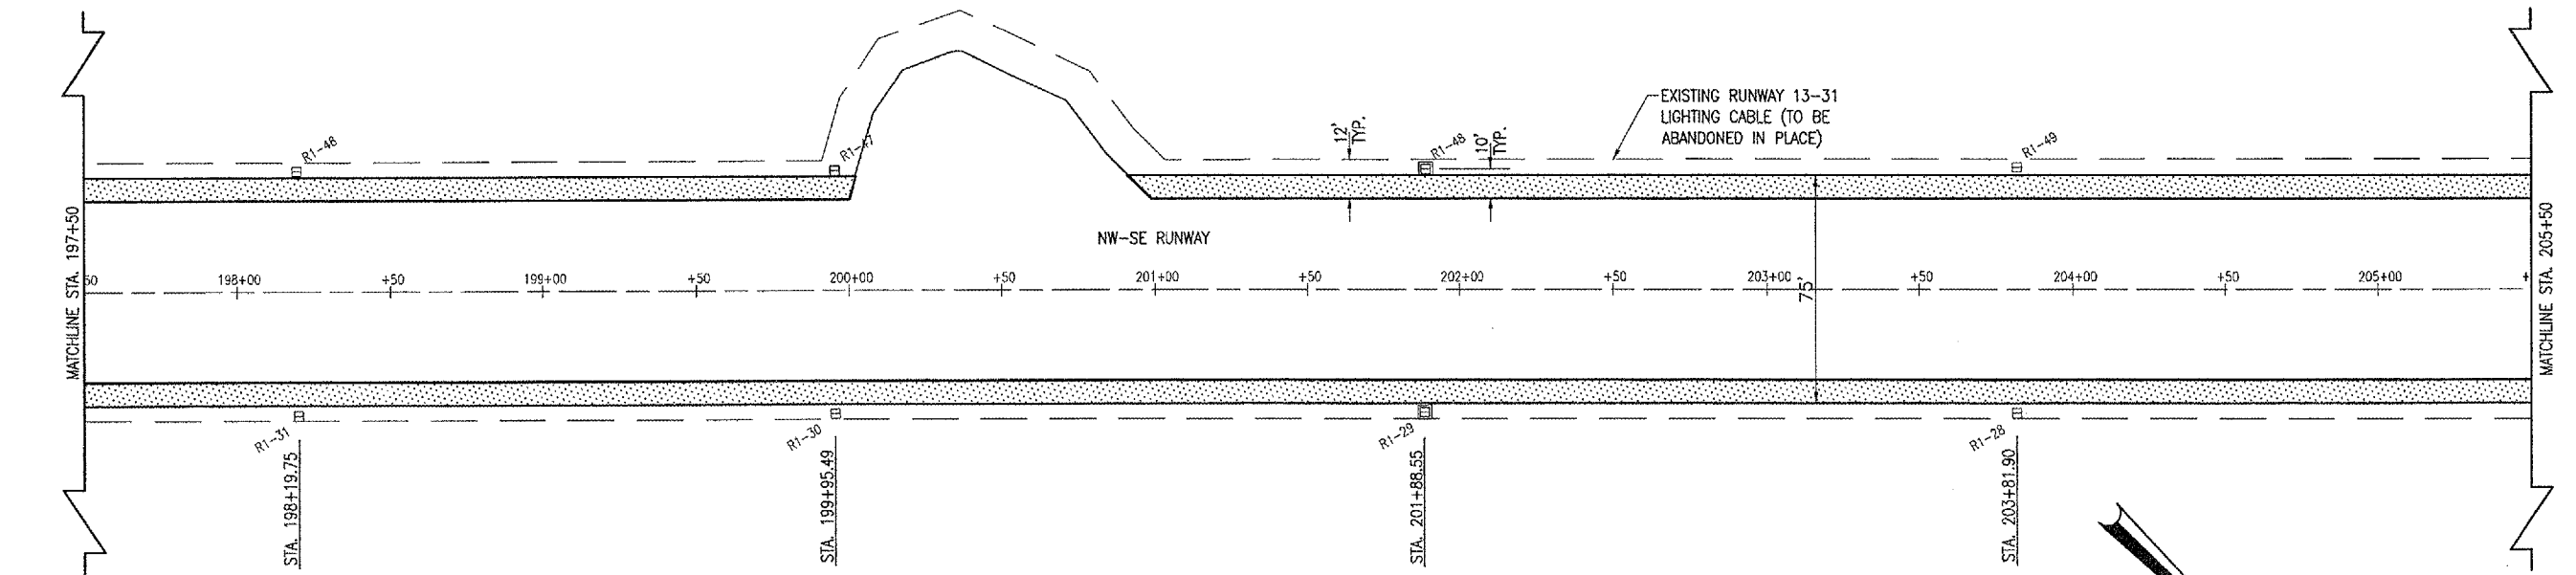 EXISTING RUNWAY 13-31
LIGHTING CABLE (TO BE
ABANDONED IN PLACE)
12'
TYP.
10'
TYP.
R1-48
R1-47
R1-48
R1-49
NW-SE RUNWAY
MATCHLINE STA. 197+50
50
198+00
+50
199+00
+50
200+00
+50
201+00
+50
202+00
+50
203+00
75'
+50
204+00
+50
205+00
+
MATCHLINE STA. 205+50
R1-31
R1-30
R1-29
R1-28
STA. 198+19.75
STA. 199+95.49
STA. 201+88.55
STA. 203+81.90